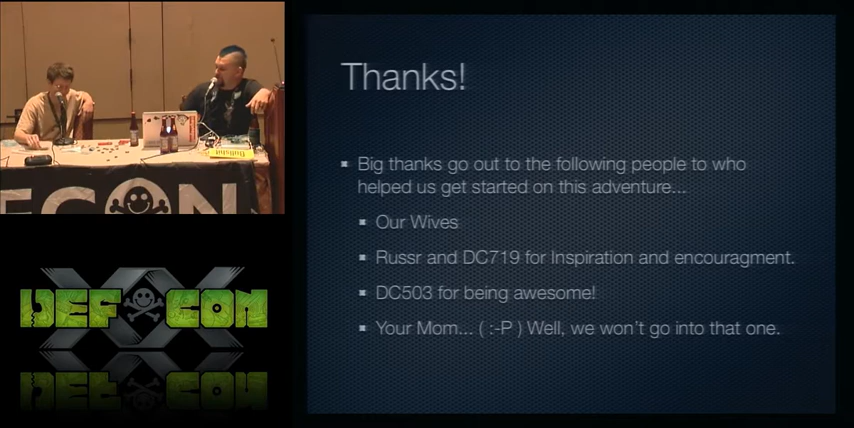 Thanks!
Big thanks go out to the following people to who
helped us get started on this adventure...
Our Wives
Russr and DC719 for Inspiration and encouragment.
DC503 for being awesome!
Your Mom... ( :-P ) Well, we won't go into that one.
DEF CON
XX